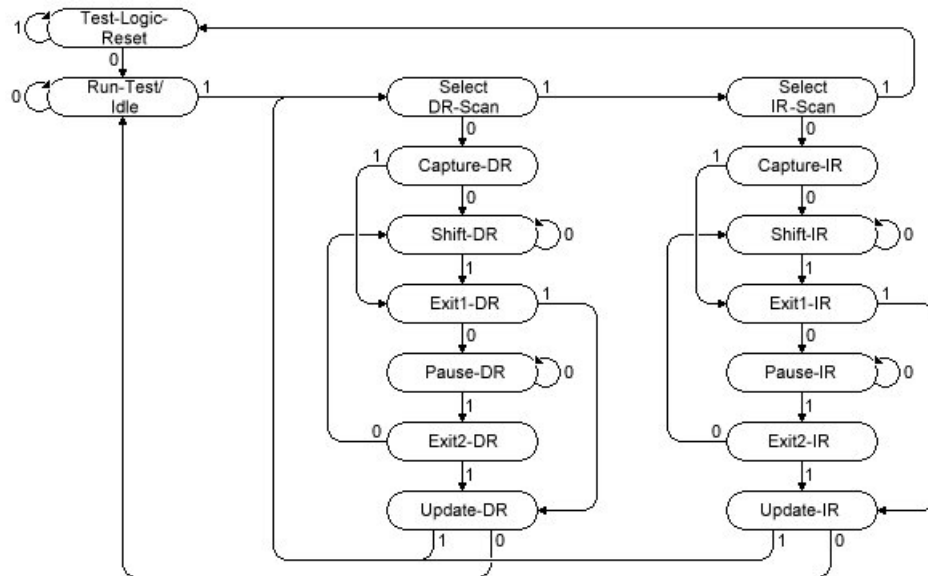 Test-Logic-
Reset
1
0
Run-Test/
Idle
0
1
Select
DR-Scan
1
Select
IR-Scan
1
0
0
Capture-DR
1
Capture-IR
1
0
0
Shift-DR
0
Shift-IR
0
1
1
Exit1-DR
1
Exit1-IR
1
0
0
Pause-DR
0
Pause-IR
0
1
1
Exit2-DR
0
Exit2-IR
0
1
1
Update-DR
Update-IR
1
0
1
0